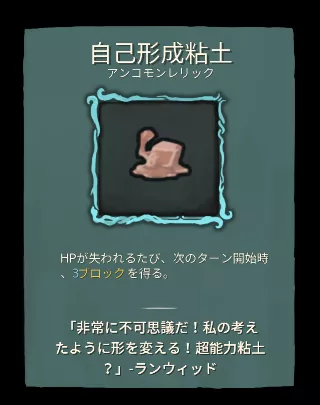 自己形成粘土
アンコモンレリック
HPが失われるたび、次のターン開始時
、3ブロックを得る。
「非常に不可思議だ！私の考え
たように形を変える！超能力粘土
？」-ランウィッド